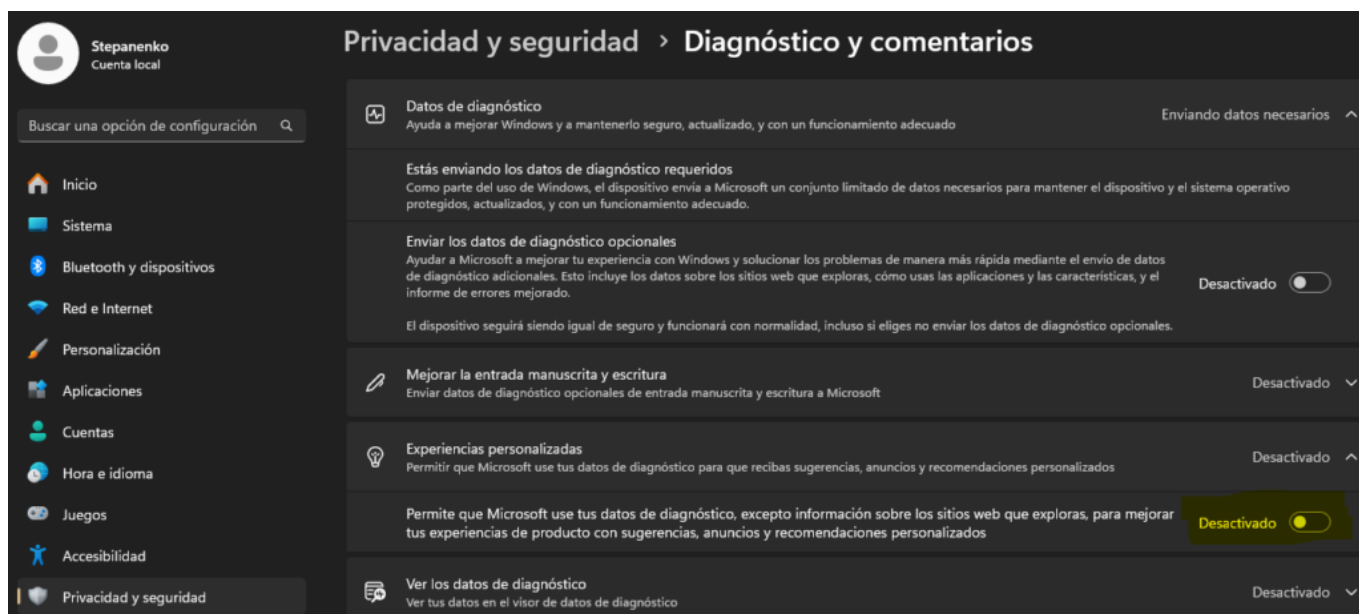 Stepanenko
Cuenta local
Buscar una opción de configuración
Inicio
Sistema
Bluetooth y dispositivos
Red e Internet
Personalización
Aplicaciones
Cuentas
Hora e idioma
Juegos
Accesibilidad
Privacidad y seguridad
Privacidad y seguridad > Diagnóstico y comentarios
Datos de diagnóstico
Ayuda a mejorar Windows y a mantenerlo seguro, actualizado, y con un funcionamiento adecuado
Enviando datos necesarios
Estás enviando los datos de diagnóstico requeridos
Como parte del uso de Windows, el dispositivo envía a Microsoft un conjunto limitado de datos necesarios para mantener el dispositivo y el sistema operativo
protegidos, actualizados, y con un funcionamiento adecuado.
Enviar los datos de diagnóstico opcionales
Ayudar a Microsoft a mejorar tu experiencia con Windows y solucionar los problemas de manera más rápida mediante el envío de datos
de diagnóstico adicionales. Esto incluye los datos sobre los sitios web que exploras, cómo usas las aplicaciones y las características, y el
informe de errores mejorado.
El dispositivo seguirá siendo igual de seguro y funcionará con normalidad, incluso si eliges no enviar los datos de diagnóstico opcionales.
Desactivado
Mejorar la entrada manuscrita y escritura
Enviar datos de diagnóstico opcionales de entrada manuscrita y escritura a Microsoft
Desactivado
Experiencias personalizadas
Permitir que Microsoft use tus datos de diagnóstico para que recibas sugerencias, anuncios y recomendaciones personalizados
Desactivado
Permite que Microsoft use tus datos de diagnóstico, excepto información sobre los sitios web que exploras, para mejorar
tus experiencias de producto con sugerencias, anuncios y recomendaciones personalizados
Desactivado
Ver los datos de diagnóstico
Ver tus datos en el visor de datos de diagnóstico
Desactivado